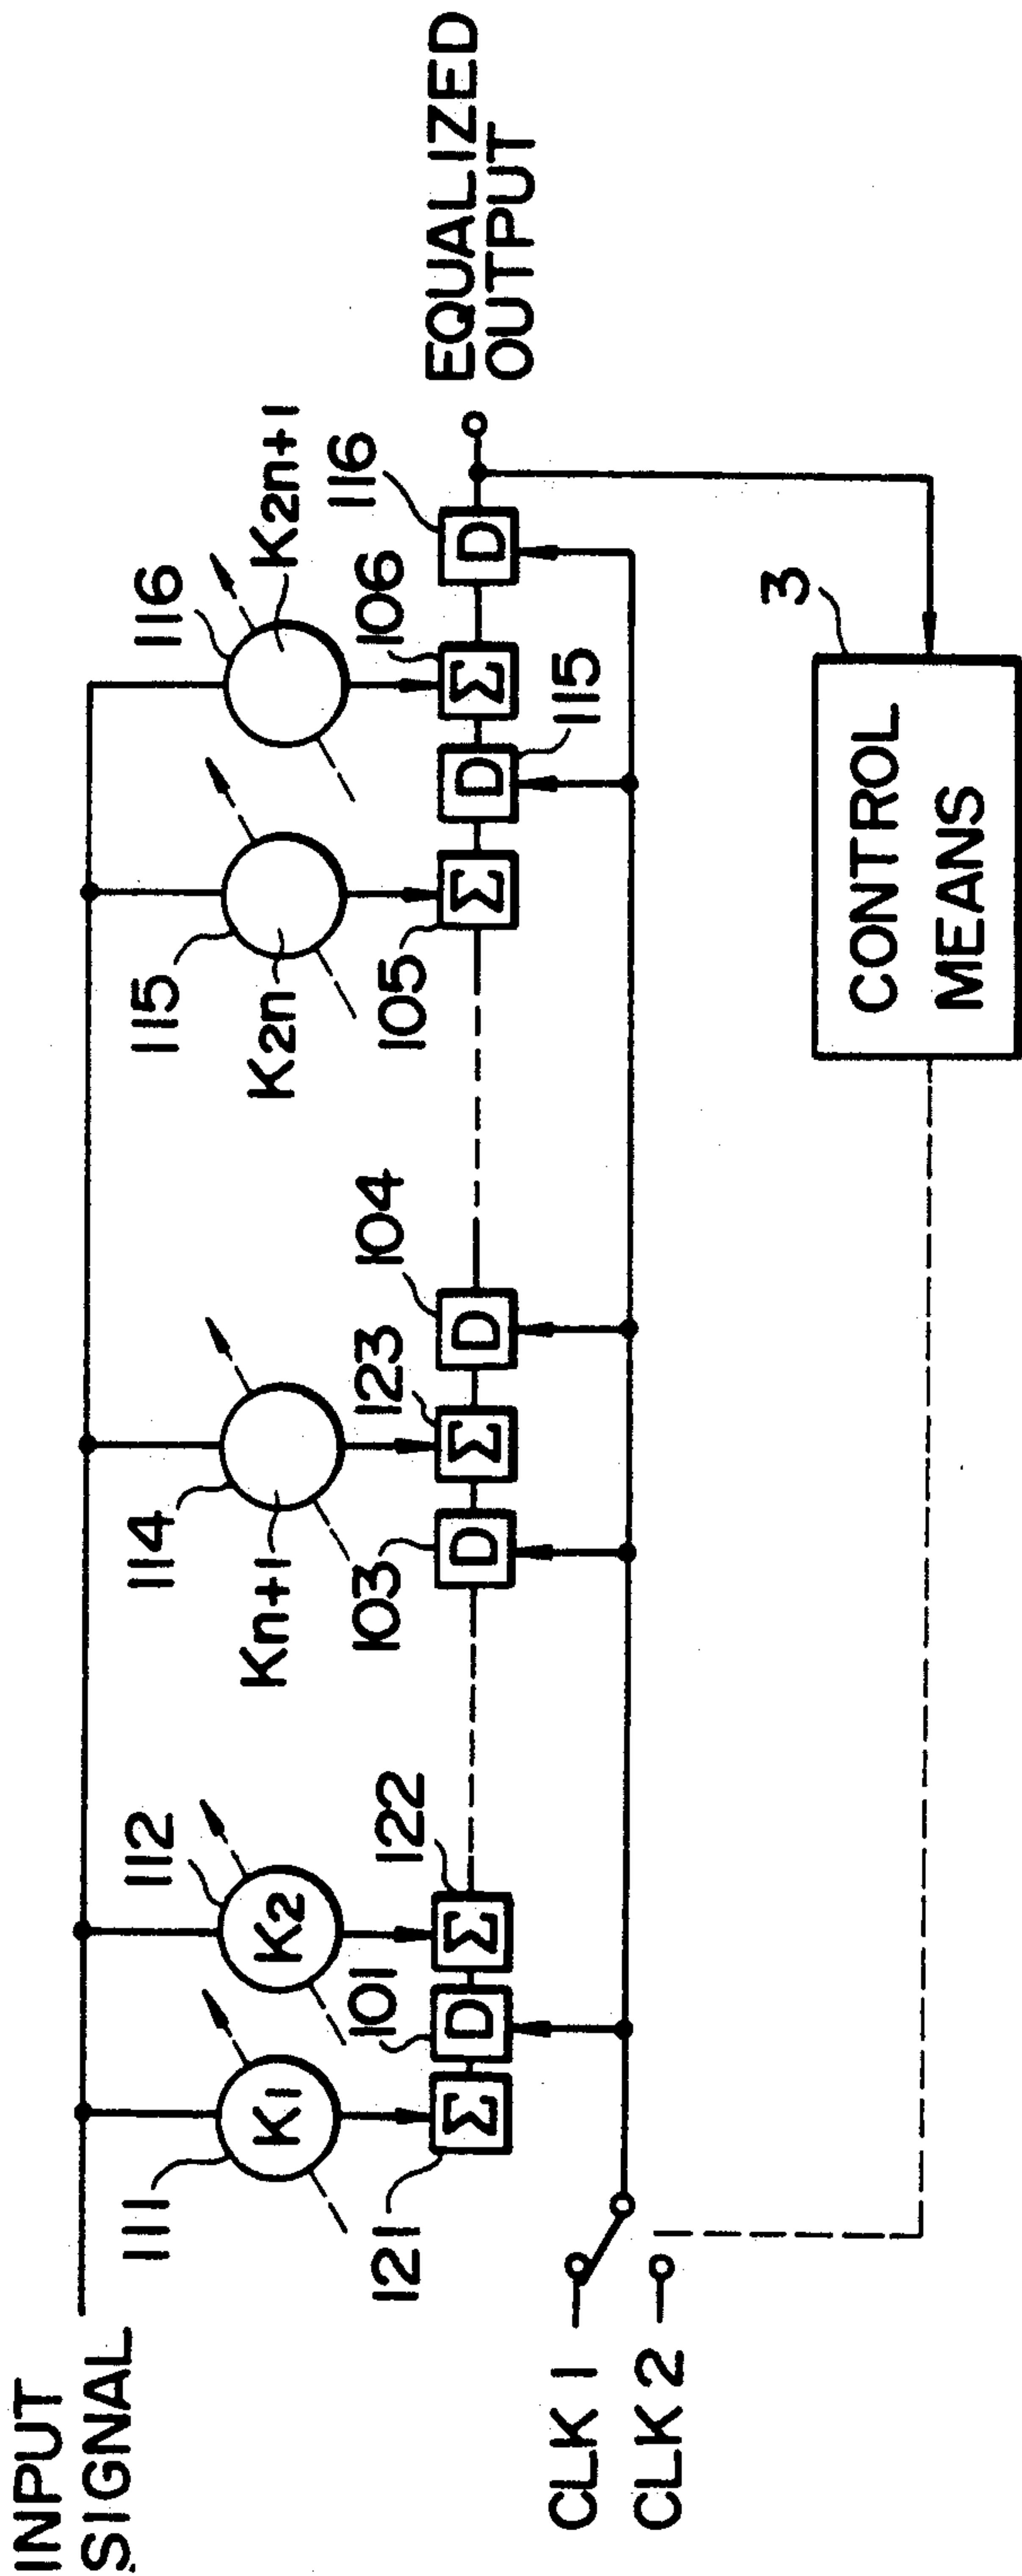 INPUT
SIGNAL
111
K1
112
K2
114
Kn+1
115
K2n
116
K2n+1
121
Σ
101
D
122
Σ
103
D
123
Σ
104
D
105
Σ
D
115
106
Σ
116
D
EQUALIZED
OUTPUT
CLK 1
CLK 2
3
CONTROL
MEANS